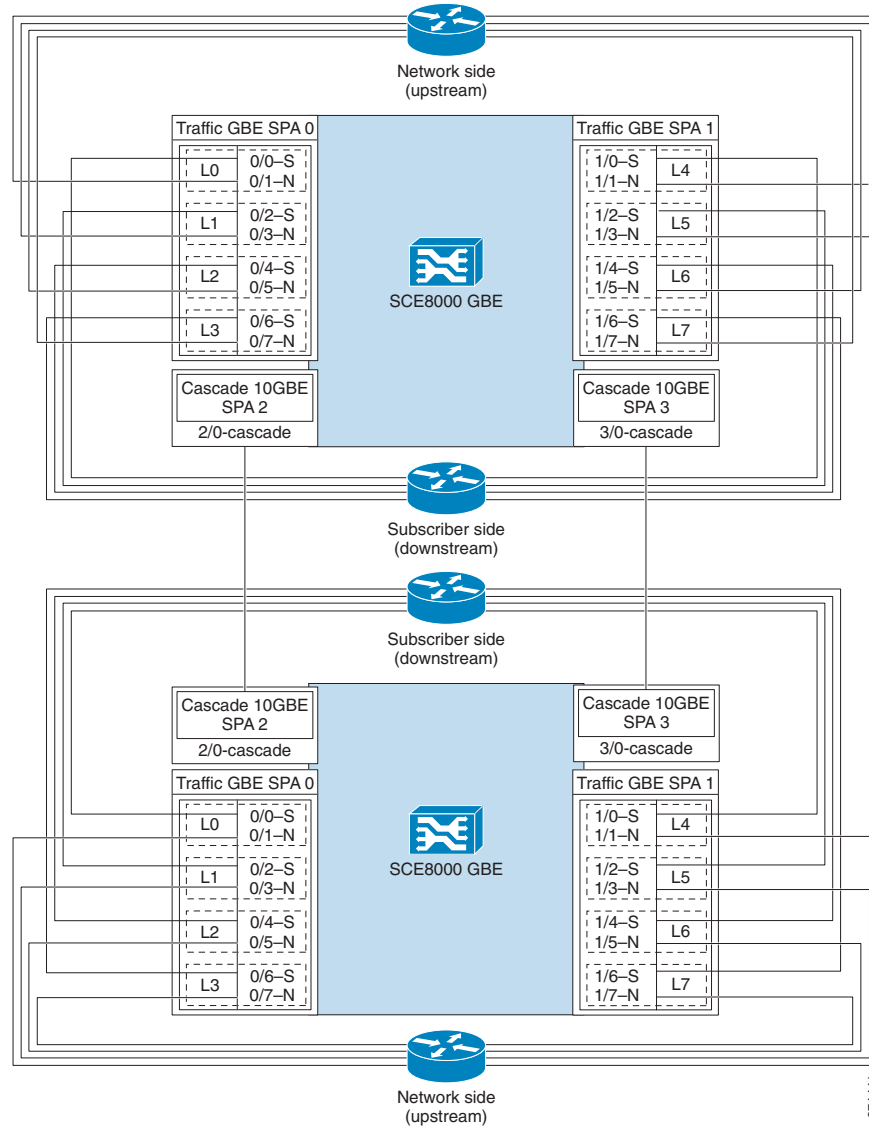 Network side
(upstream)
Traffic GBE SPA 0
L0
0/0–S
0/1–N
L1
0/2–S
0/3–N
L2
0/4–S
0/5–N
L3
0/6–S
0/7–N
Cascade 10GBE
SPA 2
2/0-cascade
SCE8000 GBE
Traffic GBE SPA 1
1/0–S
1/1–N
L4
1/2–S
1/3–N
L5
1/4–S
1/5–N
L6
1/6–S
1/7–N
L7
Cascade 10GBE
SPA 3
3/0-cascade
Subscriber side
(downstream)
Subscriber side
(downstream)
Cascade 10GBE
SPA 2
2/0-cascade
Traffic GBE SPA 0
L0
0/0–S
0/1–N
L1
0/2–S
0/3–N
L2
0/4–S
0/5–N
L3
0/6–S
0/7–N
SCE8000 GBE
Cascade 10GBE
SPA 3
3/0-cascade
Traffic GBE SPA 1
1/0–S
1/1–N
L4
1/2–S
1/3–N
L5
1/4–S
1/5–N
L6
1/6–S
1/7–N
L7
Network side
(upstream)